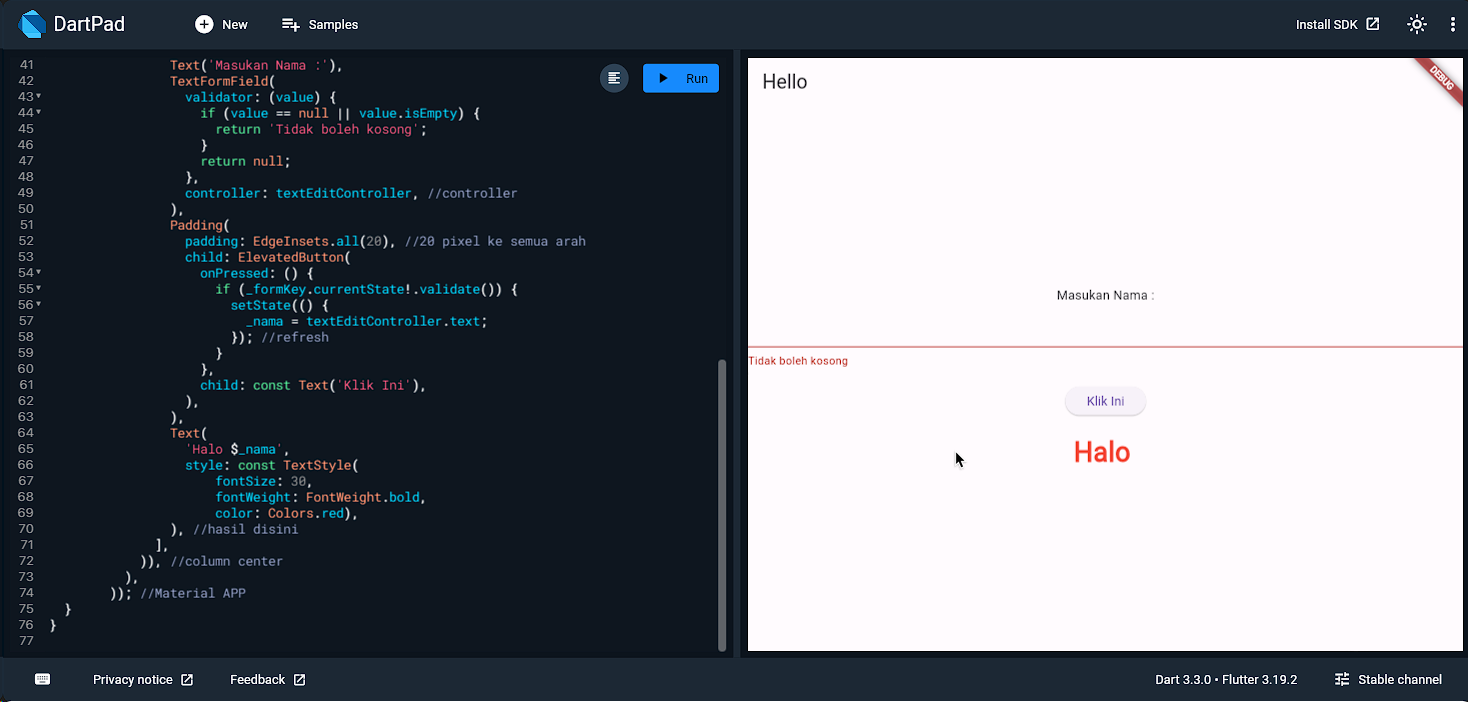 DartPad
New
Samples
Install SDK
41 Text('Masukan Nama :'),
42 TextFormField(
43 validator: (value) {
44 if (value == null || value.isEmpty) {
45 return 'Tidak boleh kosong';
46 }
47 return null;
48 },
49 controller: textEditController, //controller
50 ),
51 Padding(
52 padding: EdgeInsets.all(20), //20 pixel ke semua arah
53 child: ElevatedButton(
54 onPressed: () {
55 if (_formKey.currentState!.validate()) {
56 setState(() {
57 _nama = textEditController.text;
58 }); //refresh
59 }
60 },
61 child: const Text('Klik Ini'),
62 ),
63 ),
64 Text(
65 'Halo $_nama',
66 style: const TextStyle(
67 fontSize: 30,
68 fontWeight: FontWeight.bold,
69 color: Colors.red),
70 ), //hasil disini
71 ],
72 )), //column center
73 ),
74 )); //Material APP
75 }
76 }
77
Run
Hello
DEBUG
Masukan Nama :
Tidak boleh kosong
Klik Ini
Halo
Privacy notice
Feedback
Dart 3.3.0 • Flutter 3.19.2
Stable channel